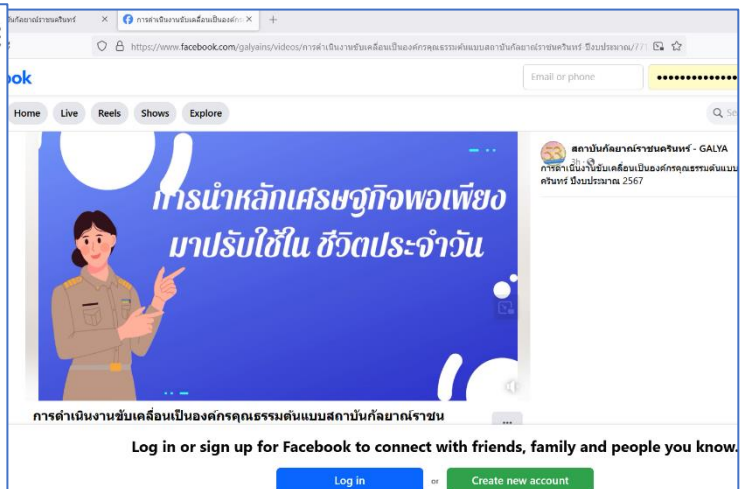 นกัลยาณ์ราชนครินทร์
การดำเนินงานขับเคลื่อนเป็นองค์กร
https://www.facebook.com/galyains/videos/การดำเนินงานขับเคลื่อนเป็นองค์กรคุณธรรมต้นแบบสถาบันกัลยาณ์ราชนครินทร์-ปีงบประมาณ/77
ook
Email or phone
Home Live Reels Shows Explore
การนำหลักเศรษฐกิจพอเพียง
มาปรับใช้ใน ชีวิตประจำวัน
สถาบันกัลยาณ์ราชนครินทร์ - GALYA
3h
การดำเนินงานขับเคลื่อนเป็นองค์กรคุณธรรมต้นแบบ
ครินทร์ ปีงบประมาณ 2567
การดำเนินงานขับเคลื่อนเป็นองค์กรคุณธรรมต้นแบบสถาบันกัลยาณ์ราชน
Log in or sign up for Facebook to connect with friends, family and people you know.
Log in or Create new account